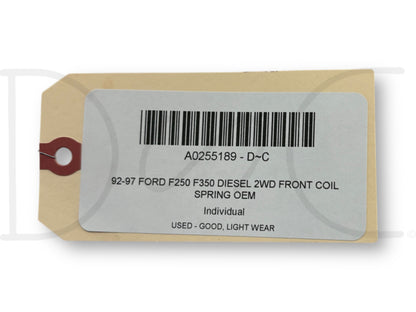 A0255189 - D~C
92-97 FORD F250 F350 DIESEL 2WD FRONT COIL
SPRING OEM
Individual
USED - GOOD, LIGHT WEAR